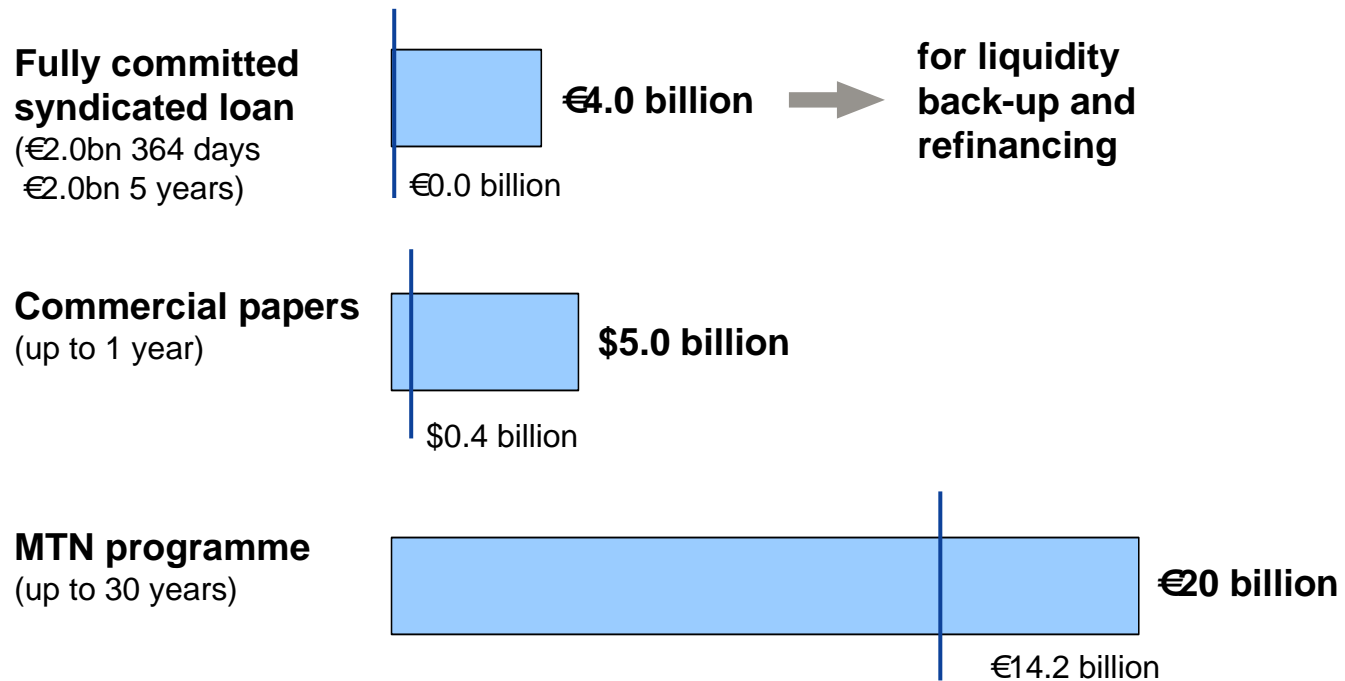 Fully committed
syndicated loan
(€2.0bn 364 days
€2.0bn 5 years)
€4.0 billion
€0.0 billion
for liquidity
back-up and
refinancing
Commercial papers
(up to 1 year)
$5.0 billion
$0.4 billion
MTN programme
(up to 30 years)
€20 billion
€14.2 billion